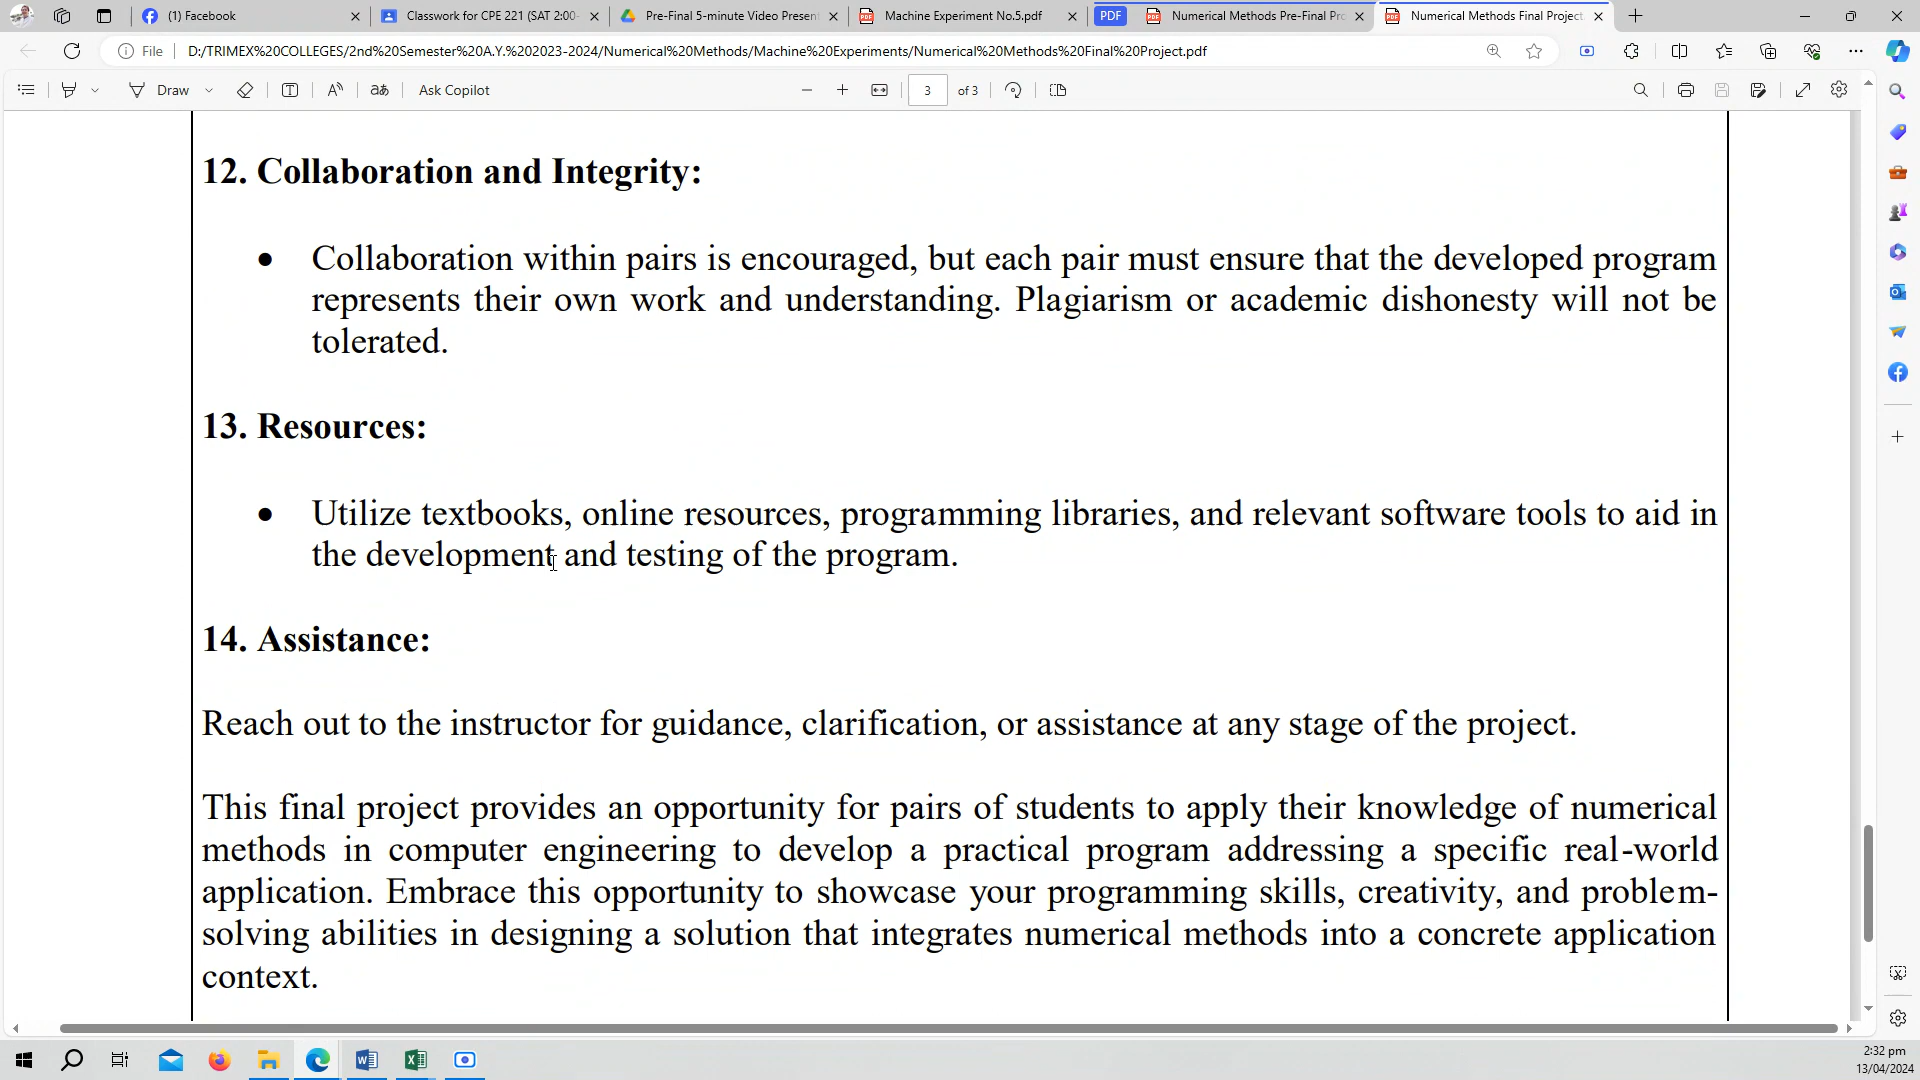 (1) Facebook
Classwork for CPE 221 (SAT 2:00-
Pre-Final 5-minute Video Presen
Machine Experiment No.5.pdf
PDF
Numerical Methods Pre-Final Pro
Numerical Methods Final Project.
File
D:/TRIMEX%20COLLEGES/2nd%20Semester%20A.Y.%202023-2024/Numerical%20Methods/Machine%20Experiments/Numerical%20Methods%20Final%20Project.pdf
Draw
Ask Copilot
3 of 3
12. Collaboration and Integrity:
• Collaboration within pairs is encouraged, but each pair must ensure that the developed program
represents their own work and understanding. Plagiarism or academic dishonesty will not be
tolerated.
13. Resources:
• Utilize textbooks, online resources, programming libraries, and relevant software tools to aid in
the development and testing of the program.
14. Assistance:
Reach out to the instructor for guidance, clarification, or assistance at any stage of the project.
This final project provides an opportunity for pairs of students to apply their knowledge of numerical
methods in computer engineering to develop a practical program addressing a specific real-world
application. Embrace this opportunity to showcase your programming skills, creativity, and problem-
solving abilities in designing a solution that integrates numerical methods into a concrete application
context.
2:32 pm
13/04/2024